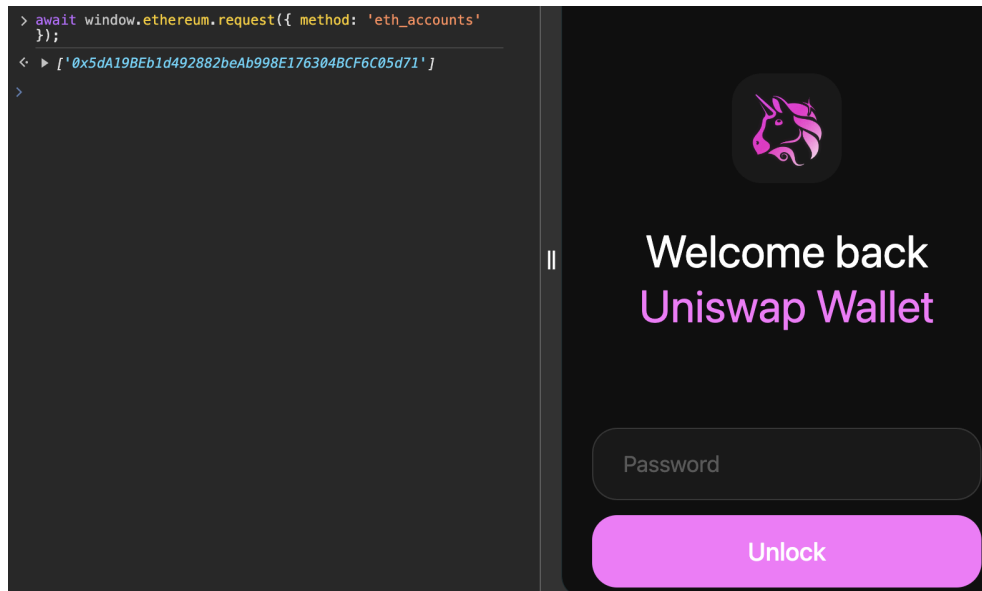 > await window.ethereum.request({ method: 'eth_accounts'
});
['0x5dA19BEb1d492882beAb998E176304BCF6C05d71']
>
Welcome back
Uniswap Wallet
Password
Unlock